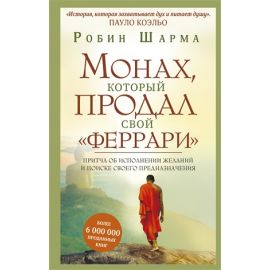 «История, которая захватывает дух и питает душу».
ПАУЛО КОЭЛЬО
РОБИН ШАРМА
МОНАХ,
КОТОРЫЙ
ПРОДАЛ
СВОЙ
«ФЕРРАРИ»
ПРИТЧА ОБ ИСПОЛНЕНИИ ЖЕЛАНИЙ
И ПОИСКЕ СВОЕГО ПРЕДНАЗНАЧЕНИЯ
БОЛЕЕ
6 000 000
ПРОДАННЫХ
КНИГ